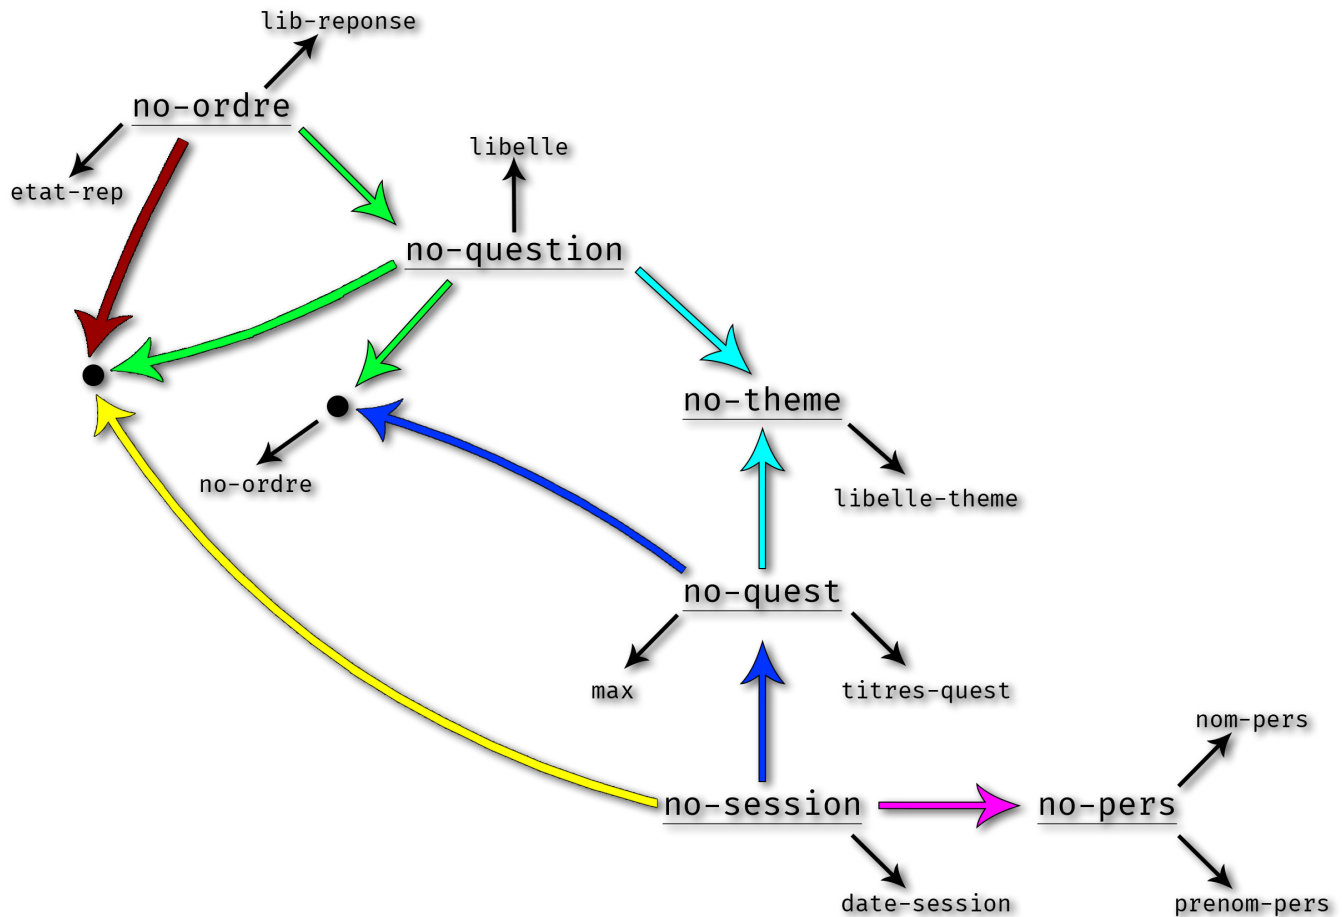 lib-reponse
no-ordre
libelle
etat-rep
no-question
no-theme
no-ordre
libelle-theme
no-quest
max
titres-quest
nom-pers
no-session
no-pers
date-session
prenom-pers